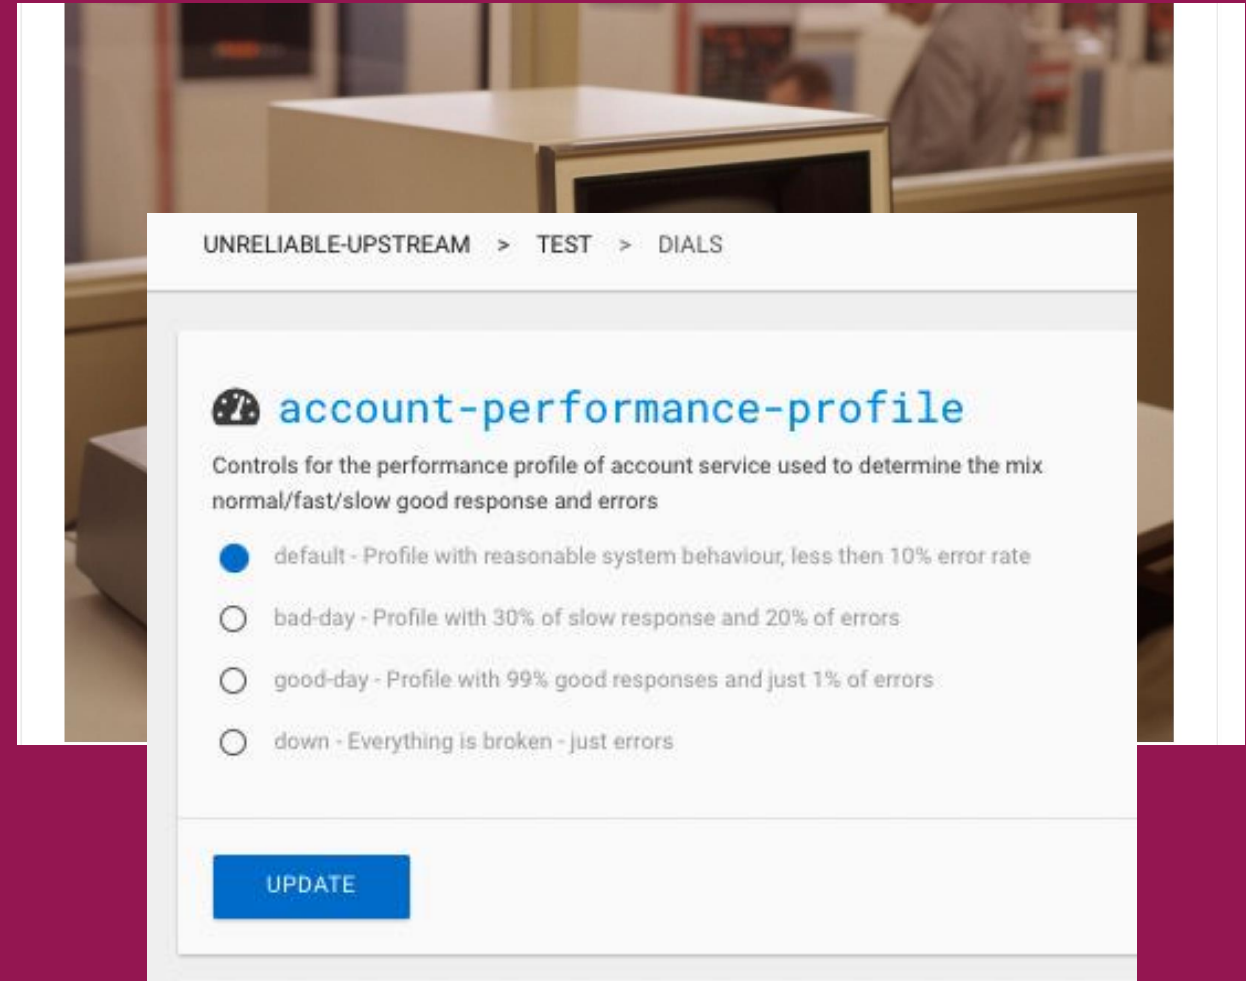 UNRELIABLE-UPSTREAM > TEST > DIALS
account-performance-profile
Controls for the performance profile of account service used to determine the mix
normal/fast/slow good response and errors
default - Profile with reasonable system behaviour, less then 10% error rate
bad-day - Profile with 30% of slow response and 20% of errors
good-day - Profile with 99% good responses and just 1% of errors
down - Everything is broken - just errors
UPDATE